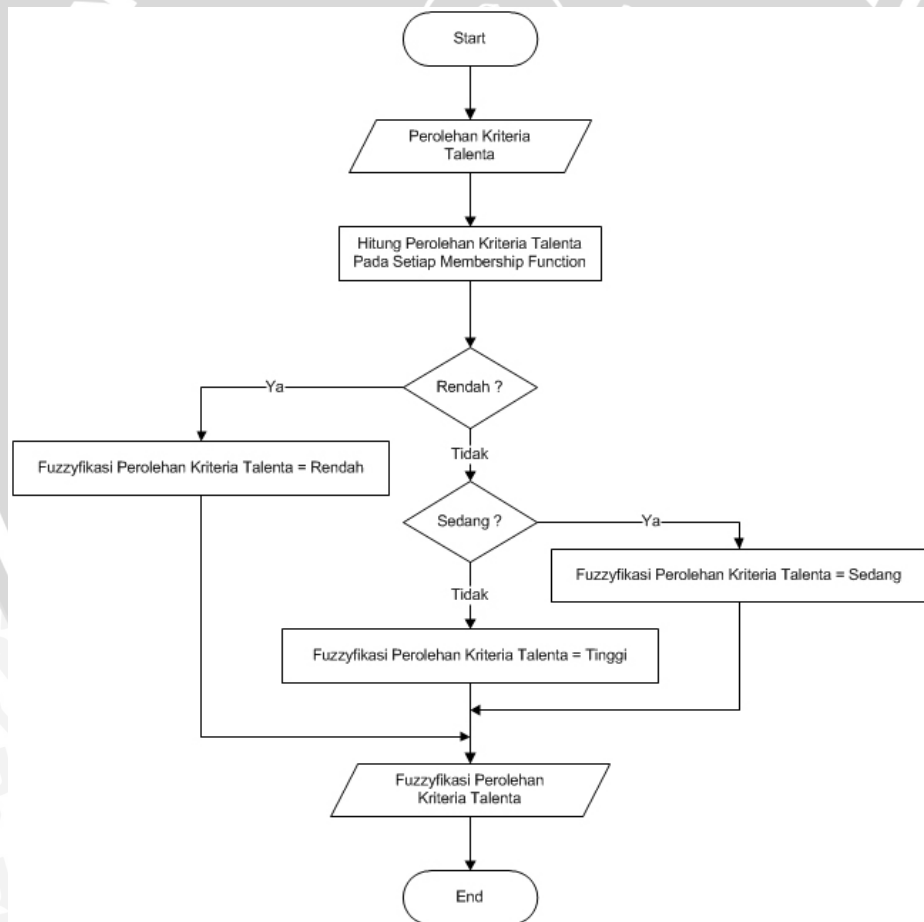 Start
Perolehan Kriteria
Talenta
Hitung Perolehan Kriteria Talenta
Pada Setiap Membership Function
Rendah ?
Ya
Fuzzyfikasi Perolehan Kriteria Talenta = Rendah
Tidak
Sedang ?
Ya
Fuzzyfikasi Perolehan Kriteria Talenta = Sedang
Tidak
Fuzzyfikasi Perolehan Kriteria Talenta = Tinggi
Fuzzyfikasi Perolehan
Kriteria Talenta
End